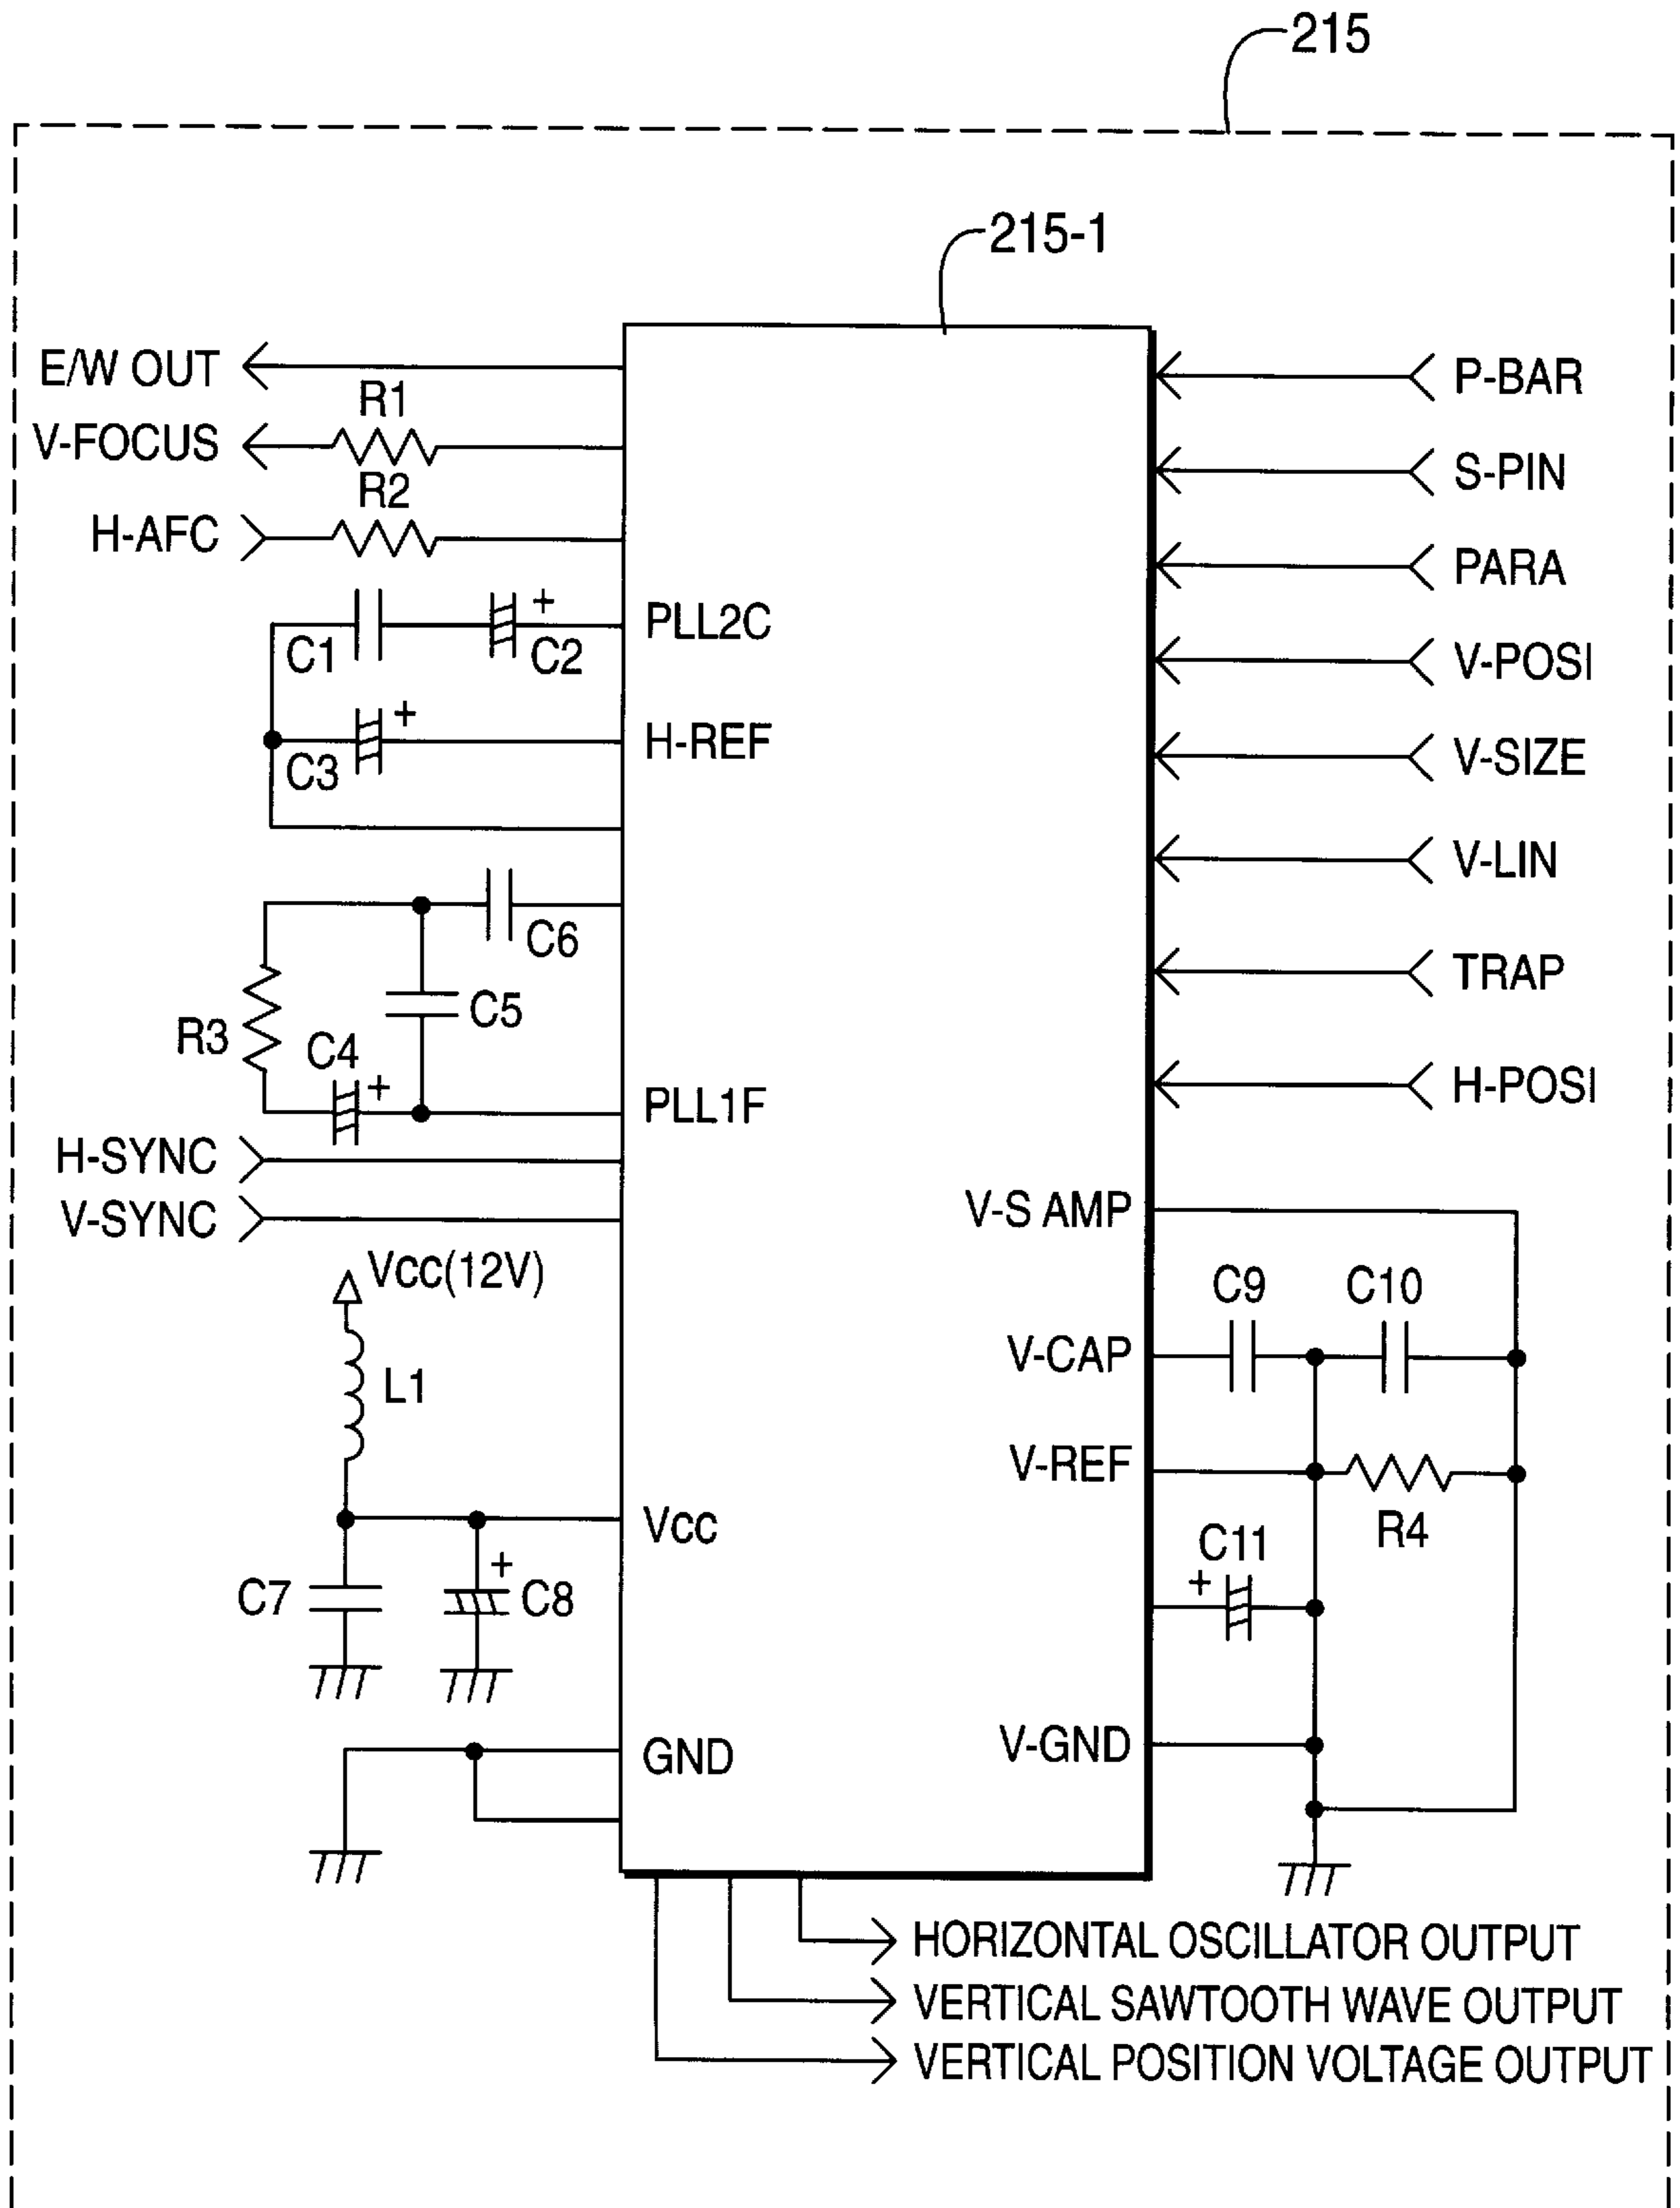 215
215-1
E/W OUT
R1
V-FOCUS
R2
H-AFC
PLL2C
+
C1
C2
H-REF
+
C3
C6
C5
R3
C4
+
PLL1F
H-SYNC
V-SYNC
Vcc(12V)
L1
Vcc
C7
+
C8
GND
P-BAR
S-PIN
PARA
V-POSI
V-SIZE
V-LIN
TRAP
H-POSI
V-S AMP
C9
C10
V-CAP
V-REF
R4
C11
+
V-GND
HORIZONTAL OSCILLATOR OUTPUT
VERTICAL SAWTOOTH WAVE OUTPUT
VERTICAL POSITION VOLTAGE OUTPUT